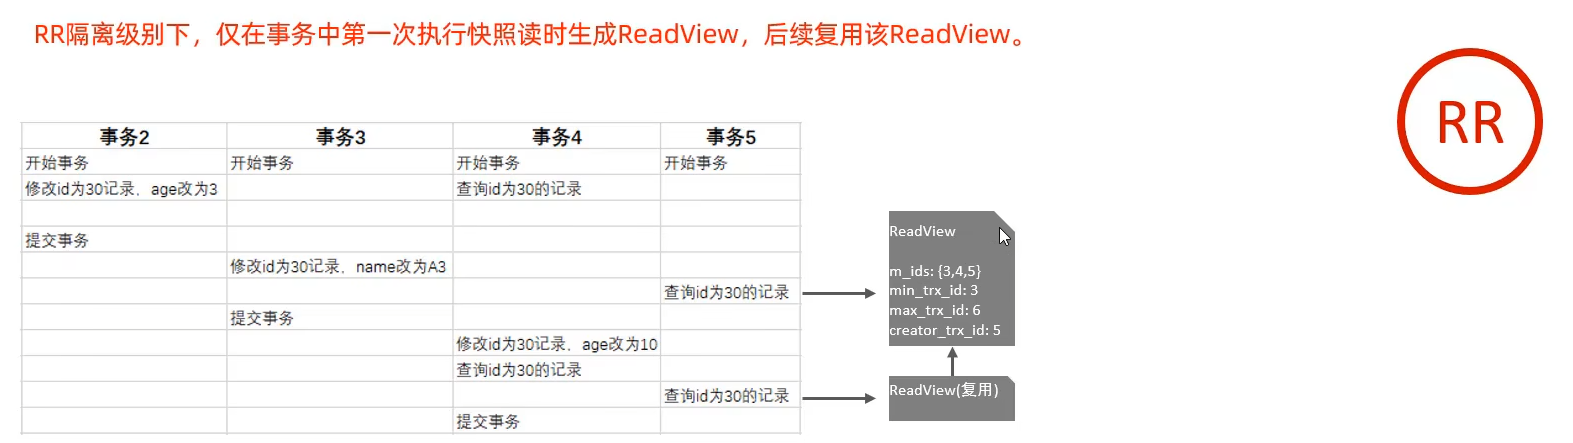 RR隔离级别下，仅在事务中第一次执行快照读时生成ReadView，后续复用该ReadView。
RR
事务2 事务3 事务4 事务5
开始事务 开始事务 开始事务 开始事务
修改id为30记录，age改为3 查询id为30的记录
提交事务
修改id为30记录，name改为A3
查询id为30的记录
提交事务
修改id为30记录，age改为10
查询id为30的记录
查询id为30的记录
提交事务
ReadView
m_ids: {3,4,5}
min_trx_id: 3
max_trx_id: 6
creator_trx_id: 5
ReadView(复用)